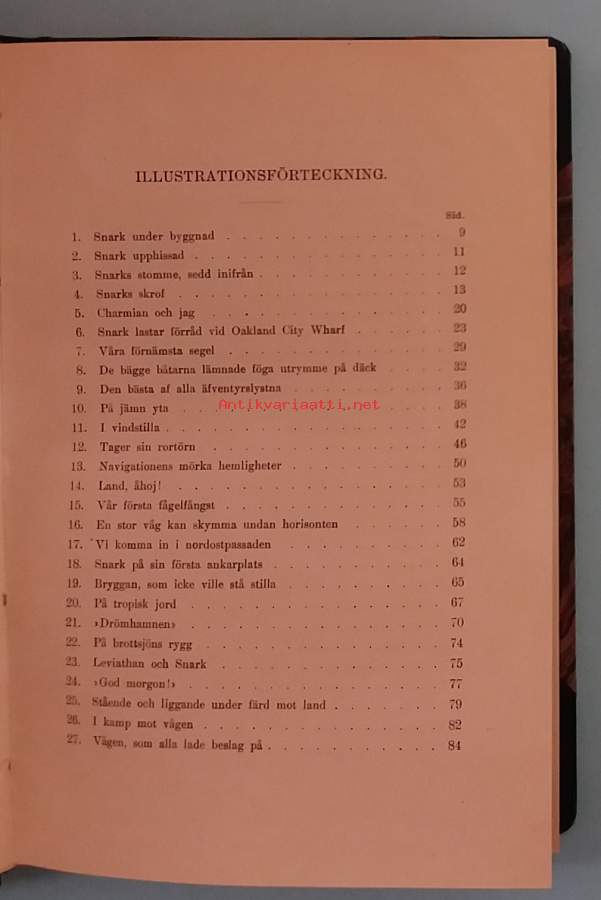 ILLUSTRATIONSFÖRTECKNING.
Sid.
1. Snark under byggnad . . . . . . . . . . . . . 9
2. Snark upphissad . . . . . . . . . . . . . . 11
3. Snarks stomme, sedd inifrån . . . . . . . . . . . 12
4. Snarks skrof . . . . . . . . . . . . . . . 13
5. Charmian och jag . . . . . . . . . . . . . 20
6. Snark lastar förråd vid Oakland City Wharf . . . . . . 23
7. Våra förnämsta segel . . . . . . . . . . . . . 29
8. De bägge båtarna lämnade föga utrymme på däck . . . . 32
9. Den bästa af alla äfventyrslystna . . . . . . . . . 36
10. På jämn yta . . . . . . . . . . . . . . . 38
Antikvariaatti.net
11. I vindstilla . . . . . . . . . . . . . . . . 42
12. Tager sin rortörn . . . . . . . . . . . . . . 46
13. Navigationens mörka hemligheter . . . . . . . . . 50
14. Land, åhoj! . . . . . . . . . . . . . . . 53
15. Vår första fågelfångst . . . . . . . . . . . . . 55
16. En stor våg kan skymma undan horisonten . . . . . . 58
17. Vi komma in i nordostpassaden . . . . . . . . . 62
18. Snark på sin första ankarplats . . . . . . . . . . 64
19. Bryggan, som icke ville stå stilla . . . . . . . . . 65
20. På tropisk jord . . . . . . . . . . . . . . 67
21. »Drömhamnen» . . . . . . . . . . . . . . 70
22. På brottsjöns rygg . . . . . . . . . . . . . . 74
23. Leviathan och Snark . . . . . . . . . . . . . 75
24. »God morgon!» . . . . . . . . . . . . . . 77
25. Stående och liggande under färd mot land . . . . . . . 79
26. I kamp mot vågen . . . . . . . . . . . . . . 82
27. Vågen, som alla lade beslag på . . . . . . . . . . . 84